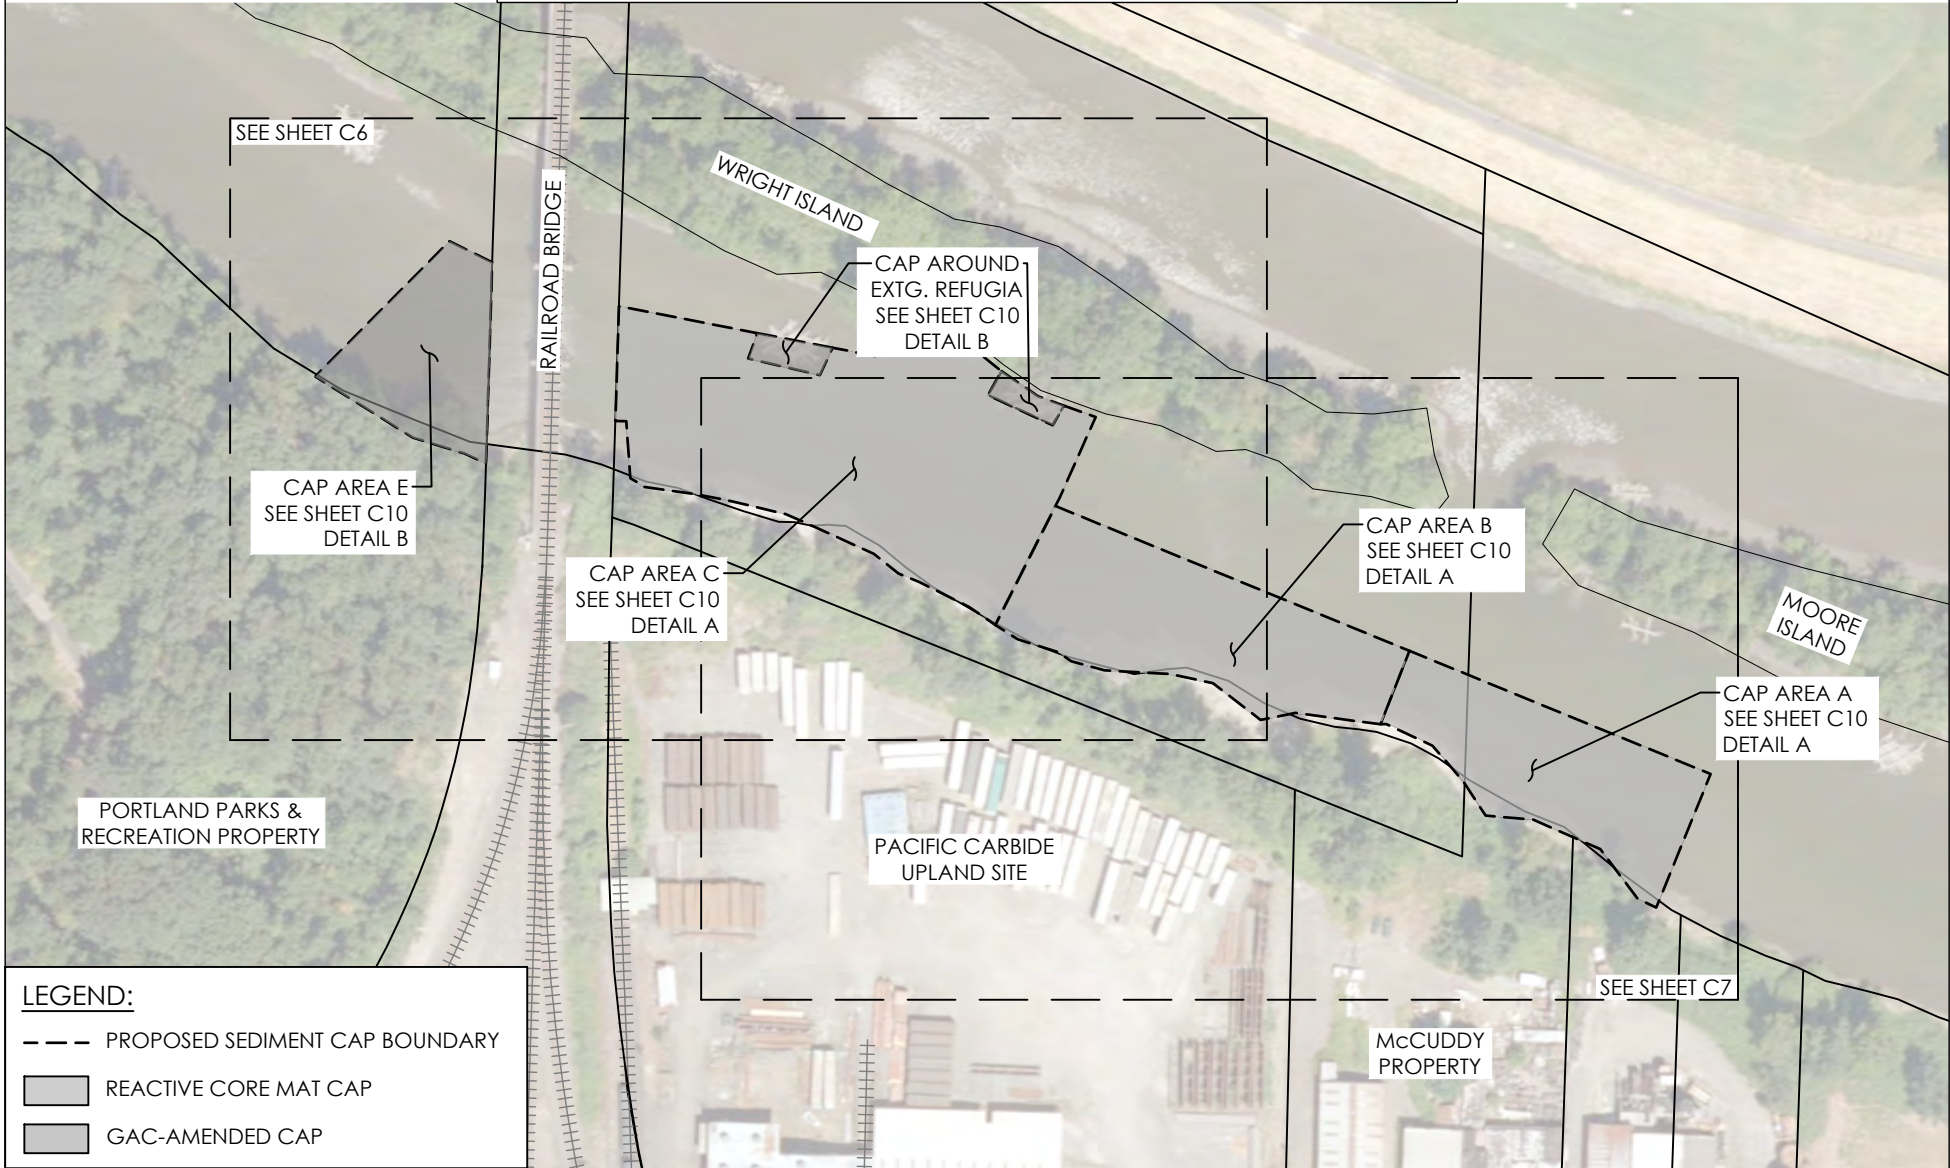 SEE SHEET C6
WRIGHT ISLAND
RAILROAD BRIDGE
CAP AROUND
EXTG. REFUGIA
SEE SHEET C10
DETAIL B
CAP AREA E
SEE SHEET C10
DETAIL B
CAP AREA C
SEE SHEET C10
DETAIL A
CAP AREA B
SEE SHEET C10
DETAIL A
MOORE
ISLAND
CAP AREA A
SEE SHEET C10
DETAIL A
PORTLAND PARKS &
RECREATION PROPERTY
PACIFIC CARBIDE
UPLAND SITE
SEE SHEET C7
McCUDDY
PROPERTY
LEGEND:
PROPOSED SEDIMENT CAP BOUNDARY
REACTIVE CORE MAT CAP
GAC-AMENDED CAP